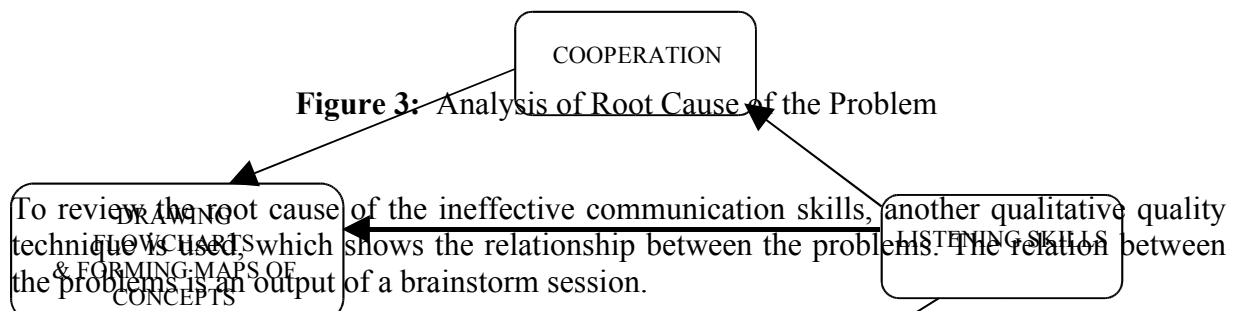 COOPERATION
Figure 3: Analysis of Root Cause of the Problem
To review the root cause of the ineffective communication skills, another qualitative quality
technique is used, which shows the relationship between the problems. The relation between
the problems is an output of a brainstorm session.
DRAWING
FLOWCHARTS
& FORMING MAPS OF
CONCEPTS
LISTENING SKILLS